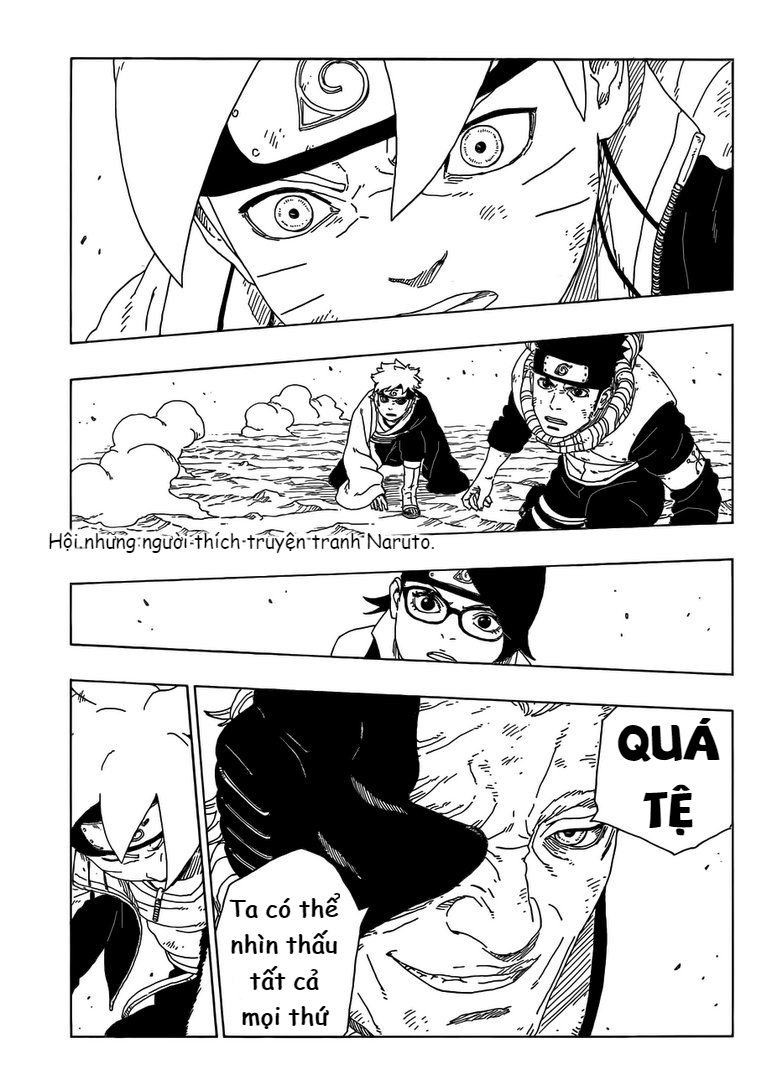 Hội những người thích truyện tranh Naruto.
QUÁ
TỆ
Ta có thể
nhìn thấu
tất cả
mọi thứ